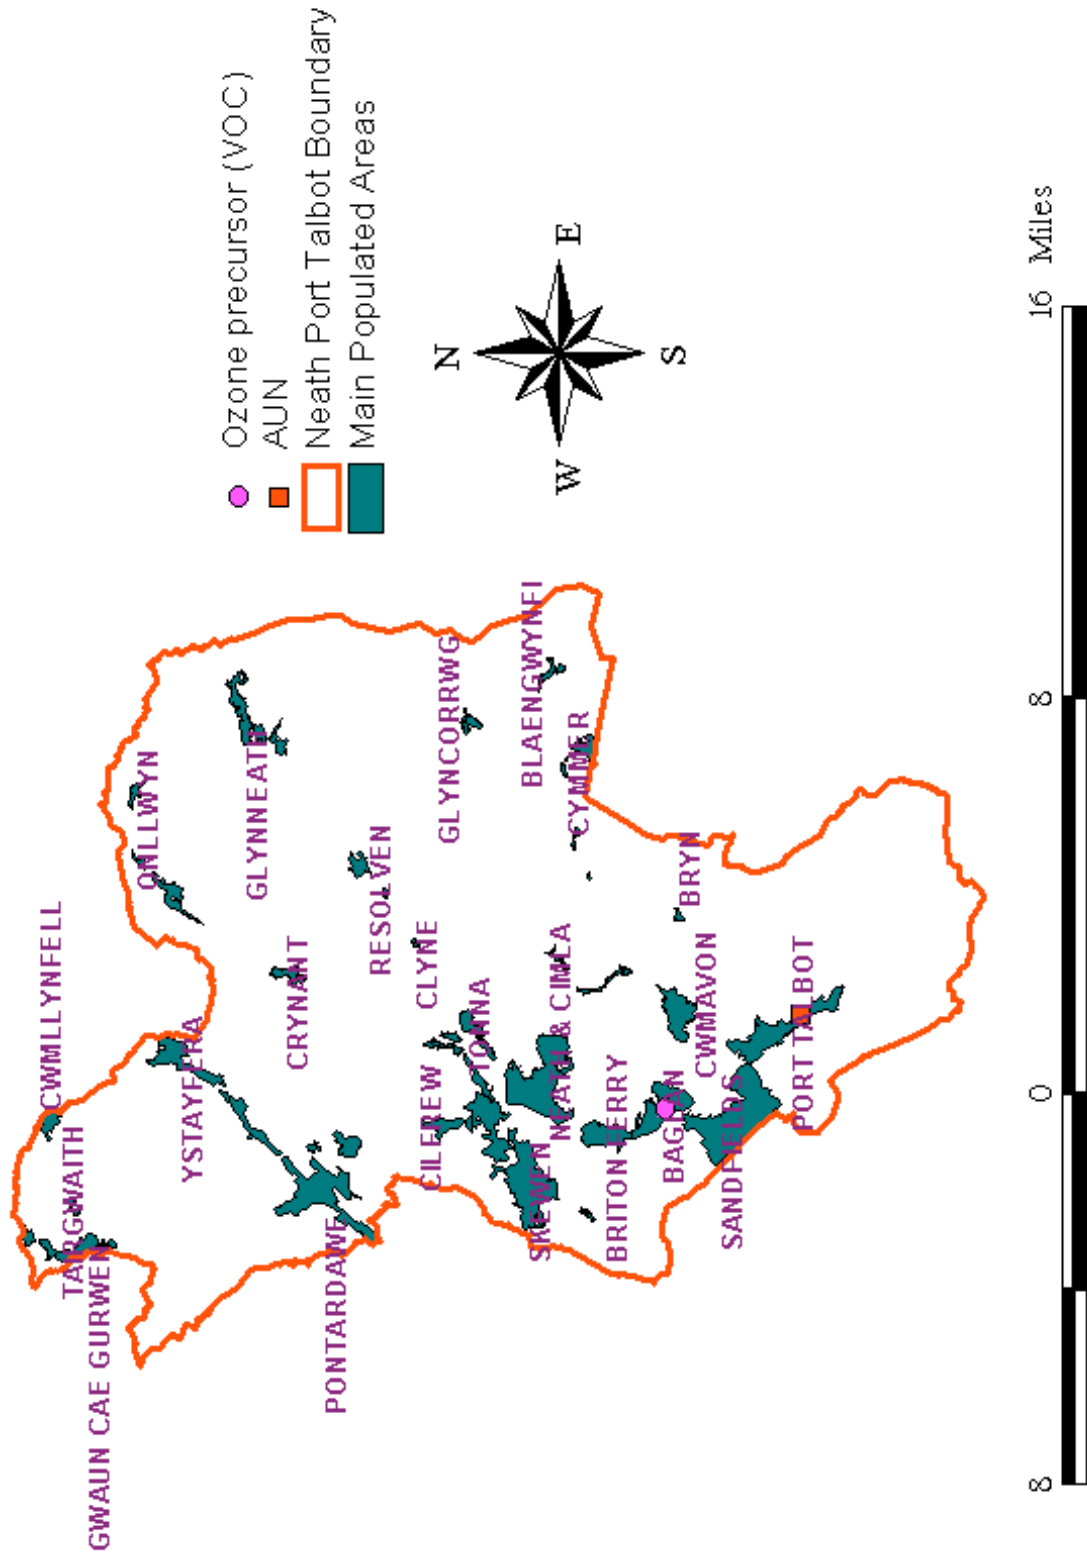 CWMLLYNFELL
TAIRGWAITH
GWAUN CAE GURWEN
ONLLWYN
YSTAYFERA
GLYNNEATH
CRYNANT
PONTARDAWE
RESOLVEN
CLYNE
CILFREW
TONNA
GLYNCORRWG
BLAENGWYNFI
SKEWEN
NEATH & CIMLA
CYMMER
BRITON FERRY
BAGLAN
BRYN
CWMAVON
SANDFIELDS
PORT TALBOT
Ozone precursor (VOC)
AUN
Neath Port Talbot Boundary
Main Populated Areas
N
W
E
S
8
0
8
16 Miles